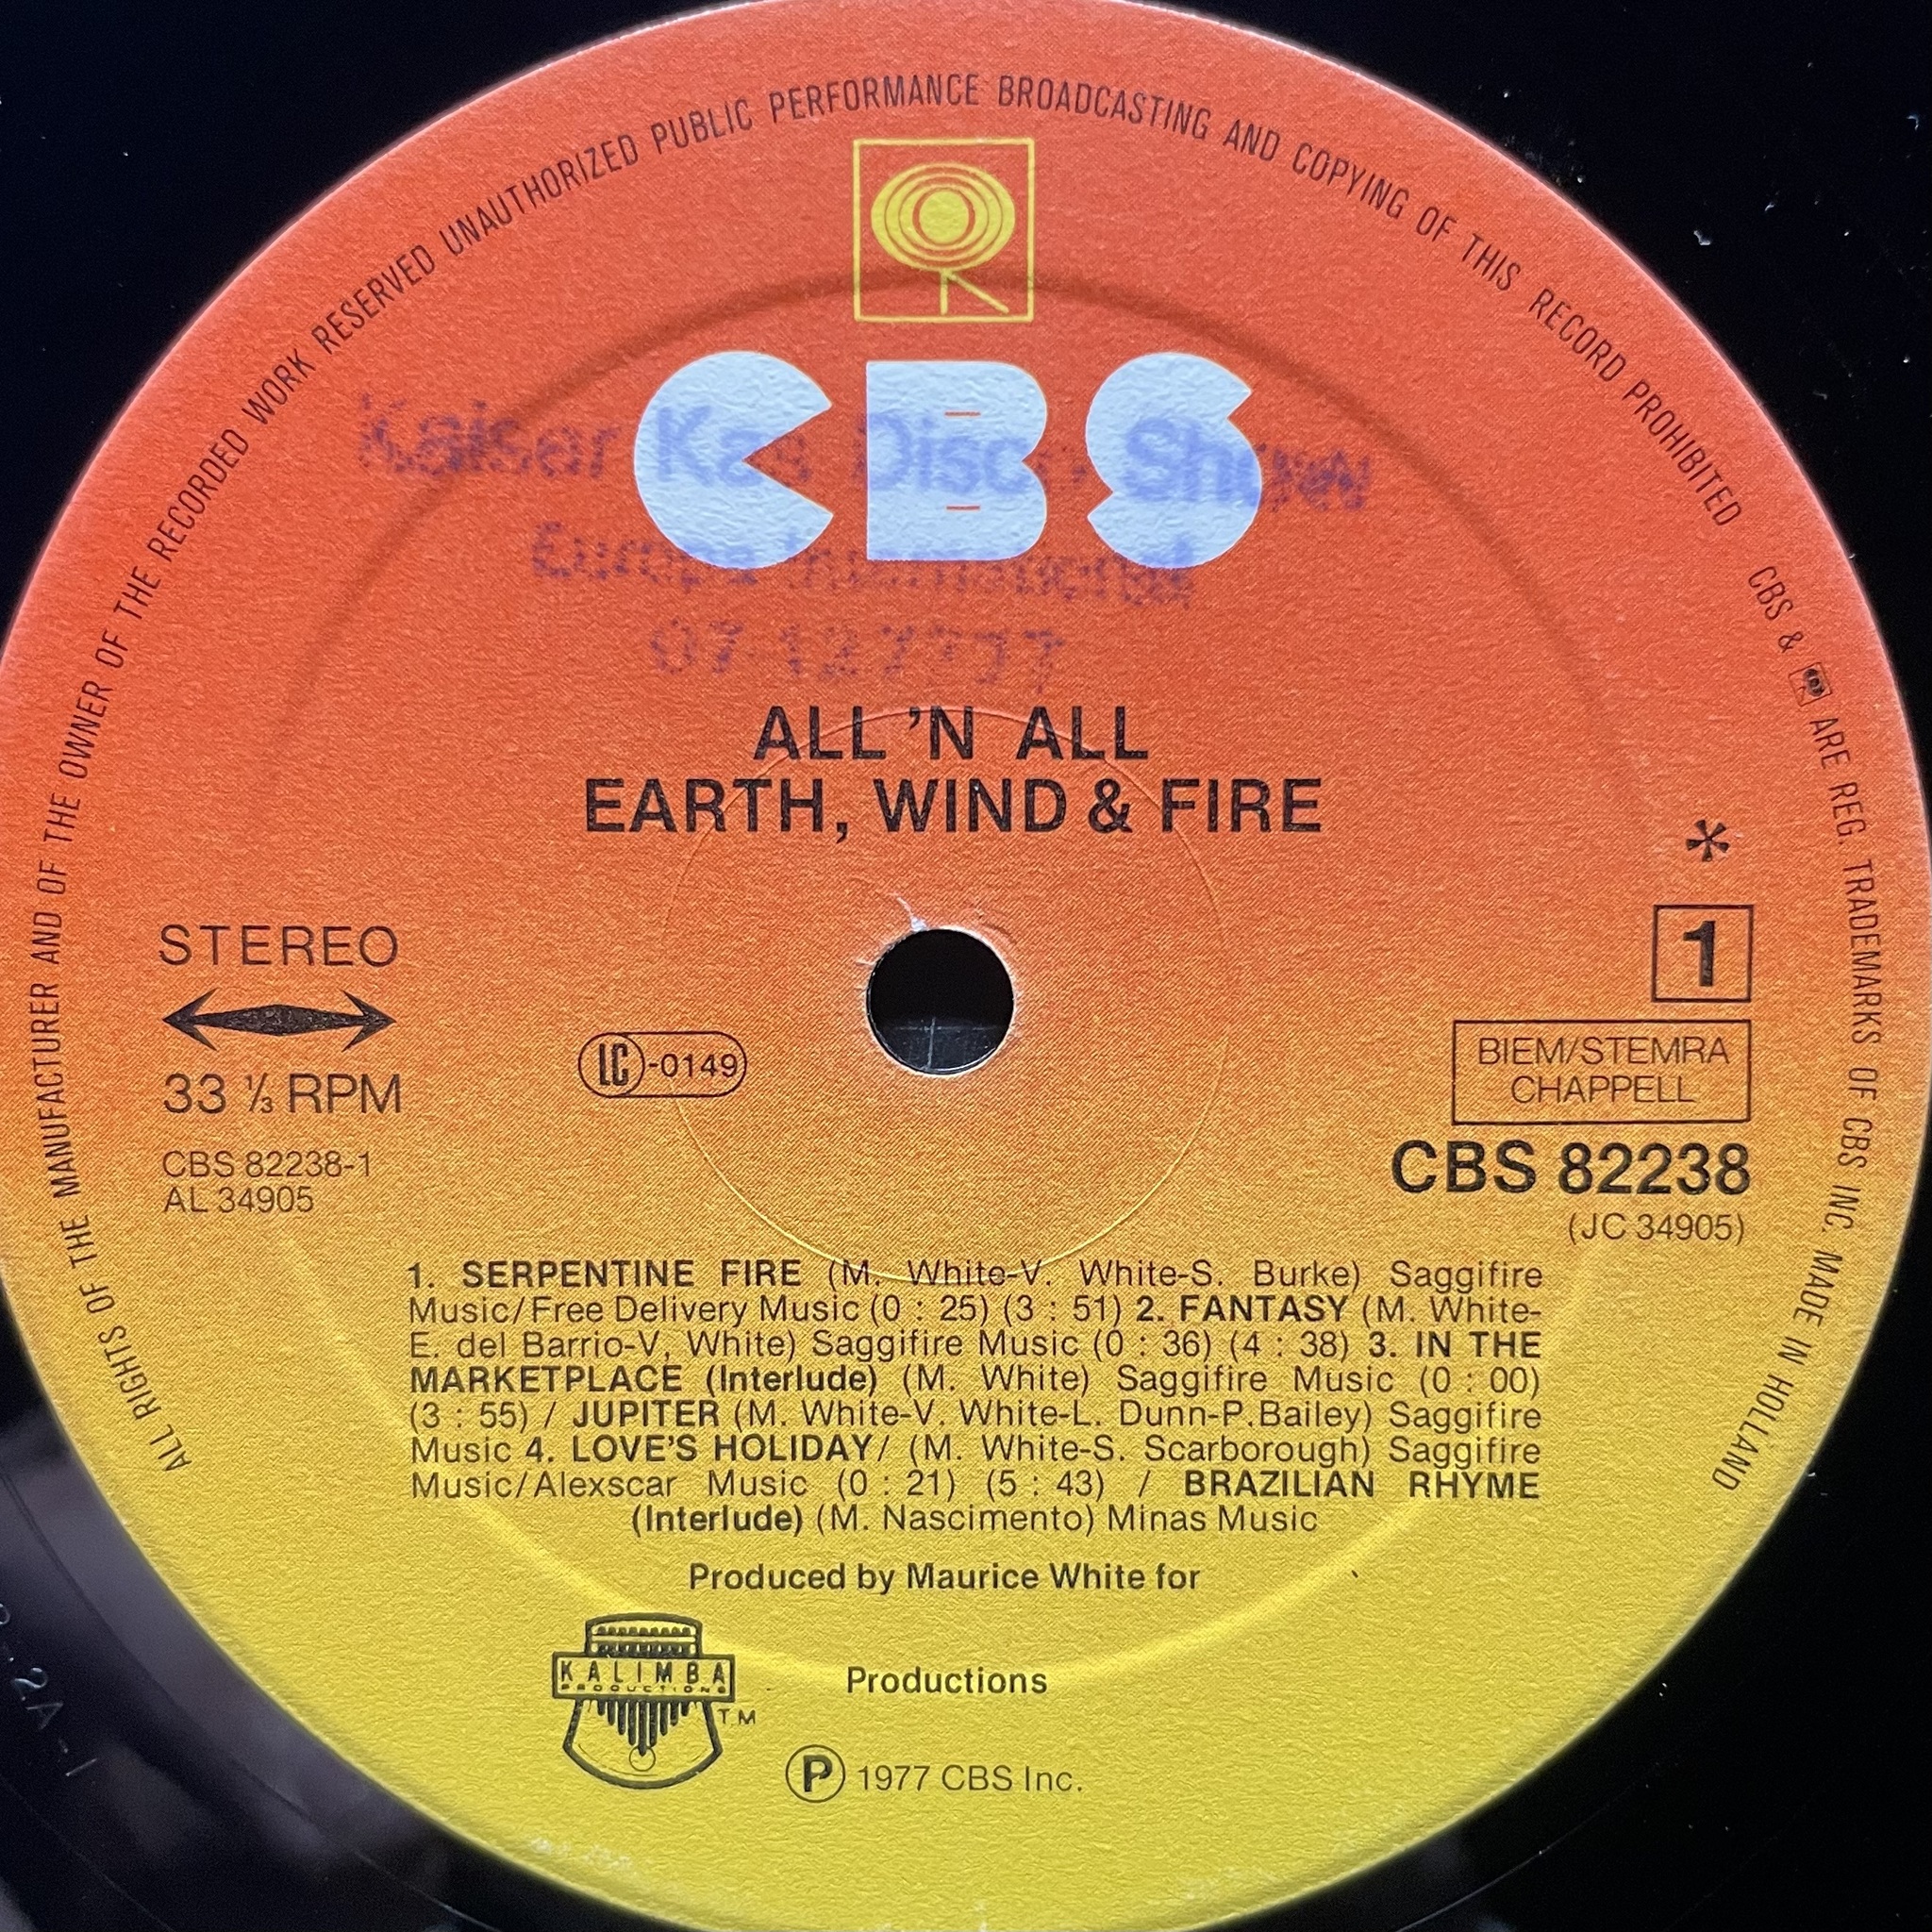 ALL RIGHTS OF THE MANUFACTURER AND OF THE OWNER OF THE RECORDED WORK RESERVED UNAUTHORIZED PUBLIC PERFORMANCE BROADCASTING AND COPYING OF THIS RECORD PROHIBITED
CBS & ARE REG. TRADEMARKS OF CBS INC. MADE IN HOLLAND
CBS
Kaiser Disco Show
Europa International
ALL 'N ALL
EARTH, WIND & FIRE
*
STEREO
1
33 ⅓ RPM
LC-0149
BIEM/STEMRA
CHAPPELL
CBS 82238-1
AL 34905
CBS 82238
(JC 34905)
1. SERPENTINE FIRE (M. White-V. White-S. Burke) Saggifire
Music/Free Delivery Music (0 : 25) (3 : 51) 2. FANTASY (M. White-
E. del Barrio-V, White) Saggifire Music (0 : 36) (4 : 38) 3. IN THE
MARKETPLACE (Interlude) (M. White) Saggifire Music (0 : 00)
(3 : 55) / JUPITER (M. White-V. White-L. Dunn-P.Bailey) Saggifire
Music 4. LOVE'S HOLIDAY/ (M. White-S. Scarborough) Saggifire
Music/Alexscar Music (0 : 21) (5 : 43) / BRAZILIAN RHYME
(Interlude) (M. Nascimento) Minas Music
Produced by Maurice White for
KALIMBA
PRODUCTIONS
TM
Productions
Ⓟ 1977 CBS Inc.